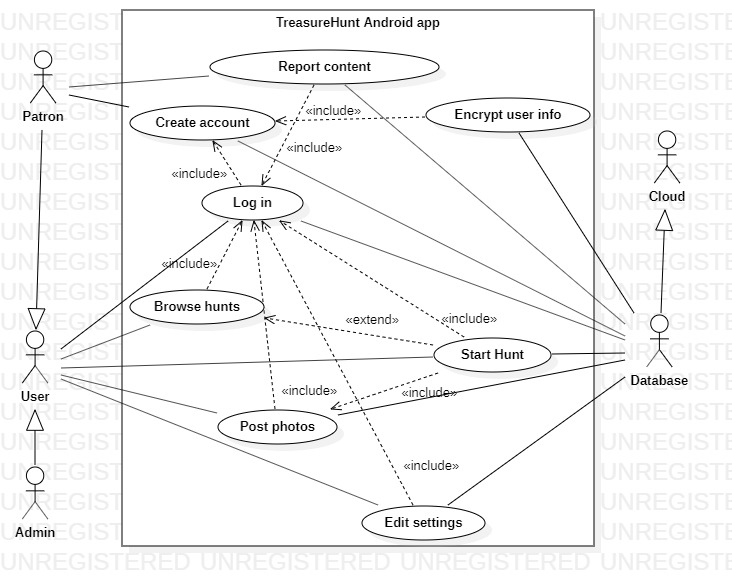 TreasureHunt Android app
Report content
Patron
Create account
Encrypt user info
«include»
«include»
«include»
Cloud
Log in
«include»
Browse hunts
«extend»
«include»
Start Hunt
User
Database
«include»
«include»
Post photos
«include»
Edit settings
Admin
UNREGISTERED UNREGISTERED UNREGISTERED UNREGISTERED